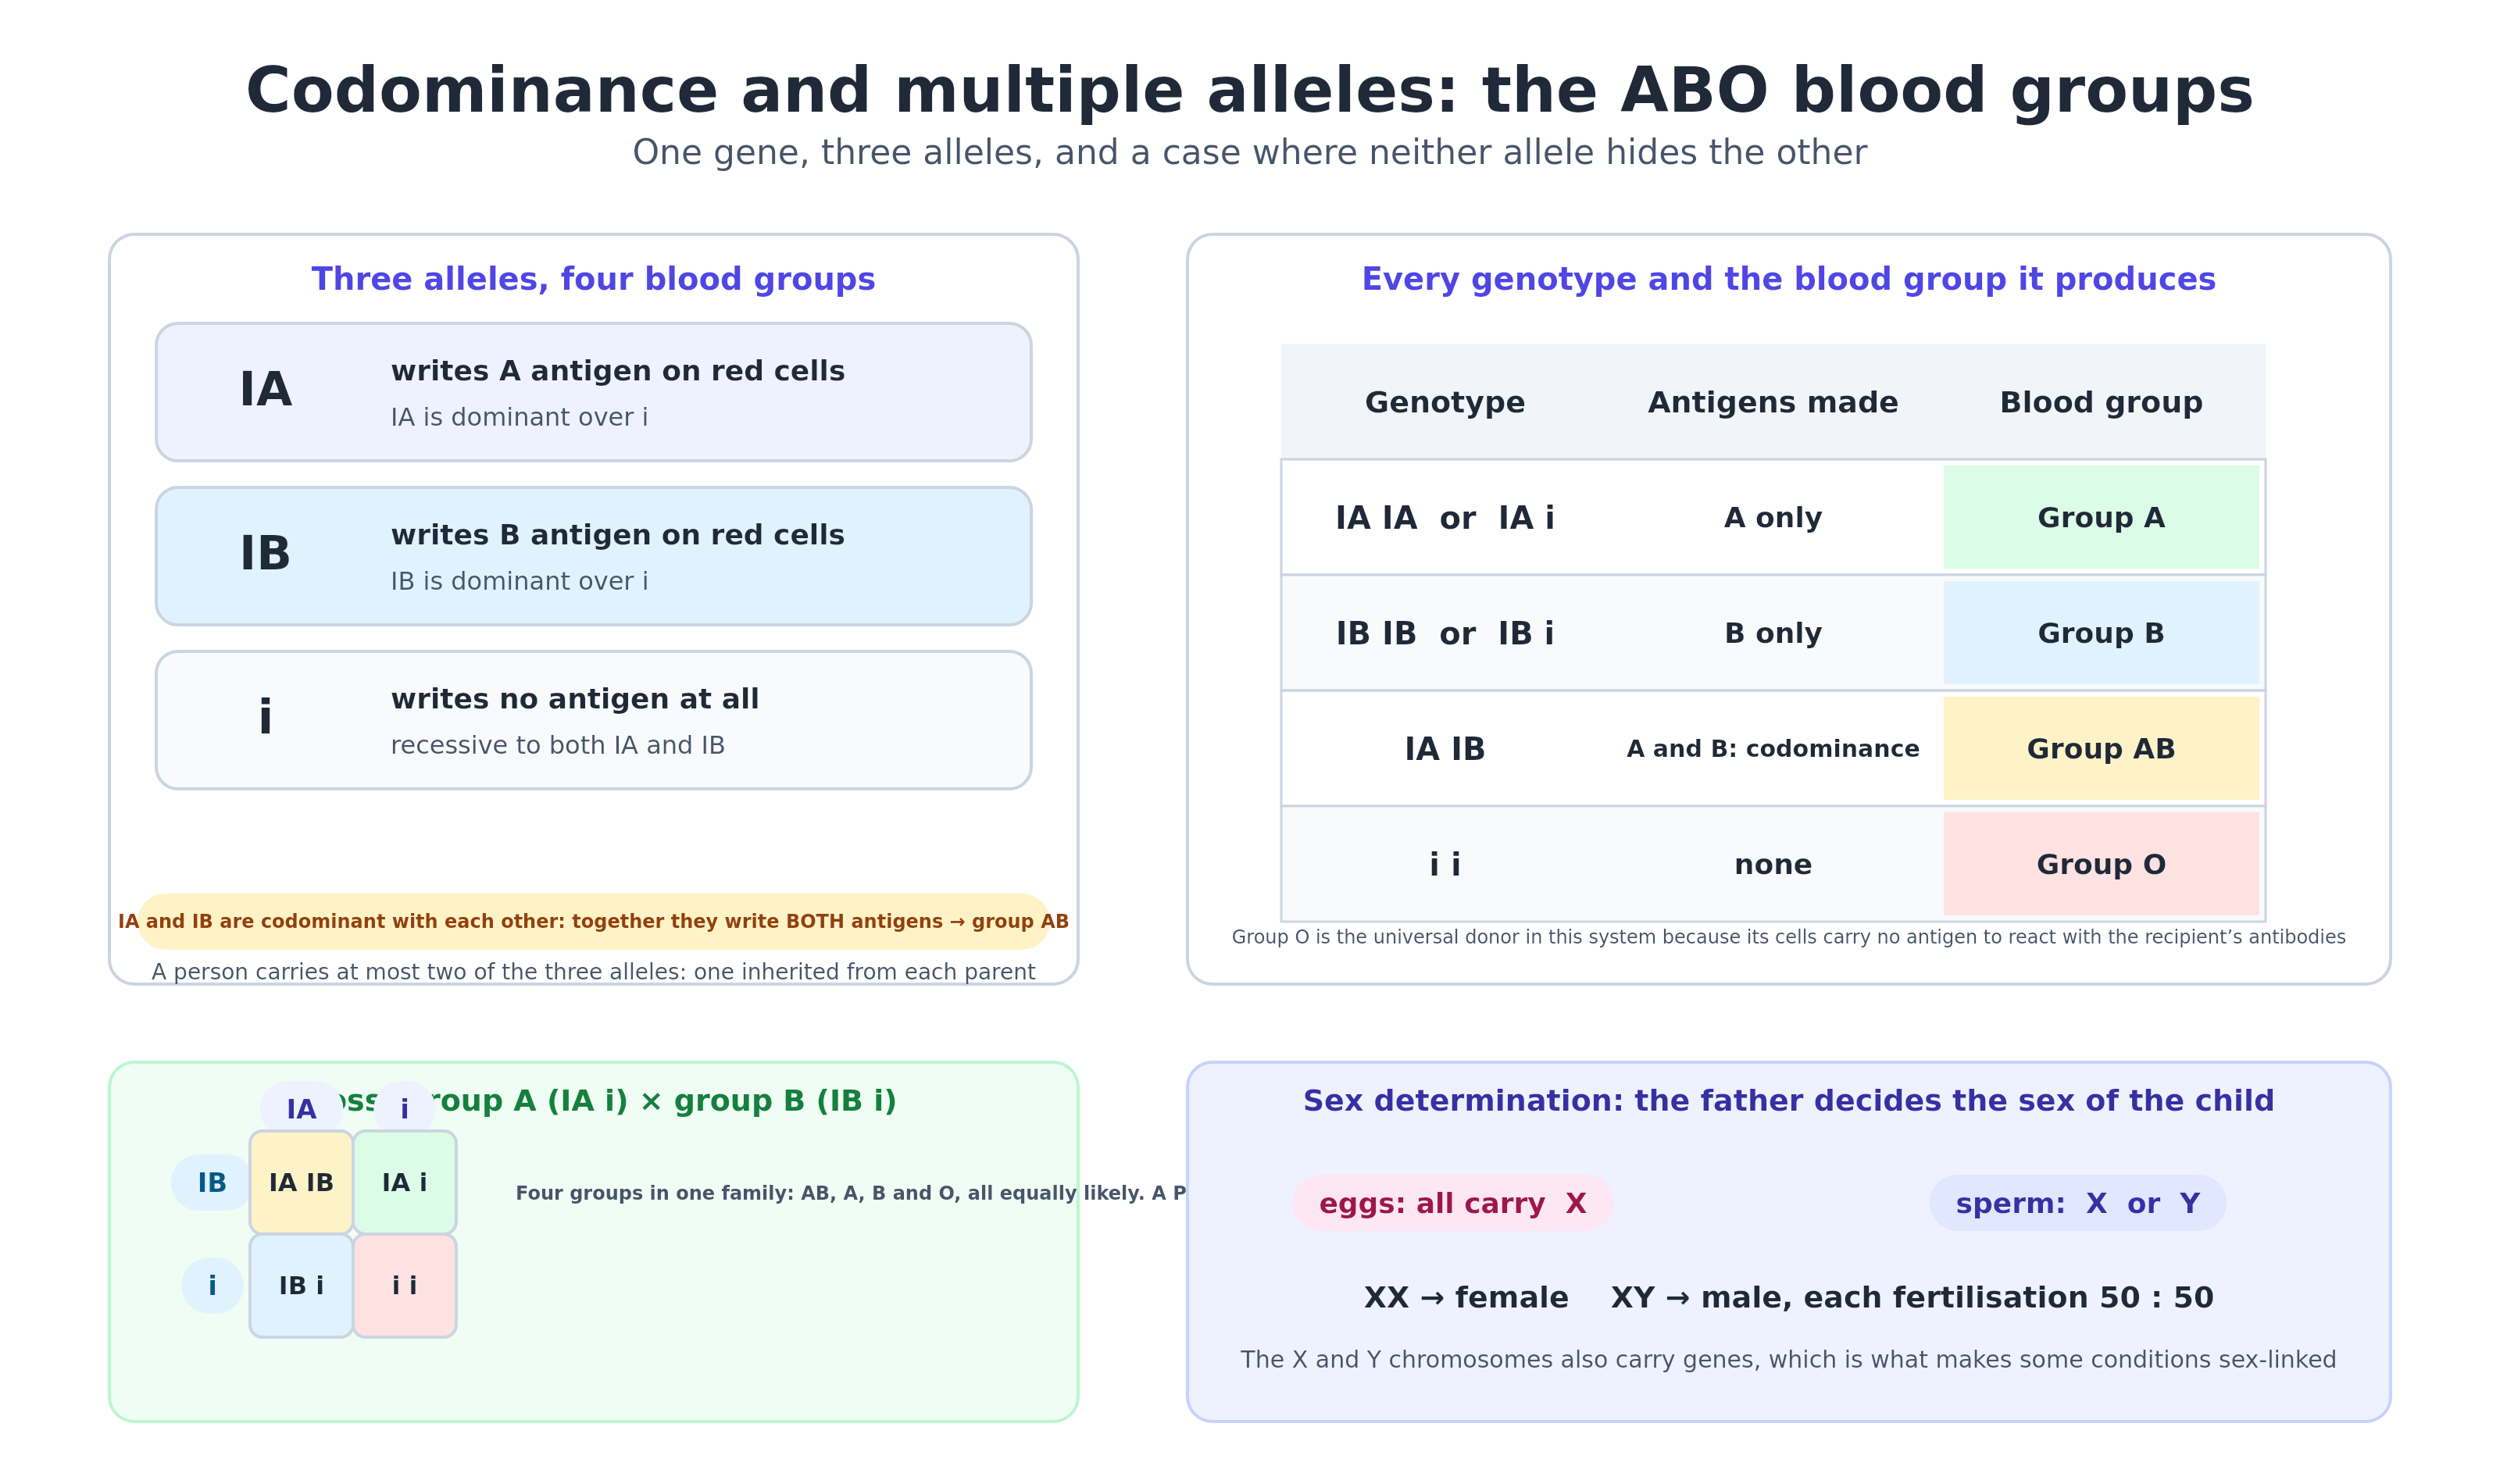 Codominance and multiple alleles: the ABO blood groups
One gene, three alleles, and a case where neither allele hides the other
Three alleles, four blood groups
IA
writes A antigen on red cells
IA is dominant over i
IB
writes B antigen on red cells
IB is dominant over i
i
writes no antigen at all
recessive to both IA and IB
IA and IB are codominant with each other: together they write BOTH antigens → group AB
A person carries at most two of the three alleles: one inherited from each parent
Every genotype and the blood group it produces
Genotype Antigens made Blood group
IA IA or IA i A only Group A
IB IB or IB i B only Group B
IA IB A and B: codominance Group AB
i i none Group O
Group O is the universal donor in this system because its cells carry no antigen to react with the recipient’s antibodies
A (IA i) × group B (IB i)
IA i
IB IA IB IA i
i IB i i i
Four groups in one family: AB, A, B and O, all equally likely. A
Sex determination: the father decides the sex of the child
eggs: all carry X
sperm: X or Y
XX → female XY → male, each fertilisation 50 : 50
The X and Y chromosomes also carry genes, which is what makes some conditions sex-linked